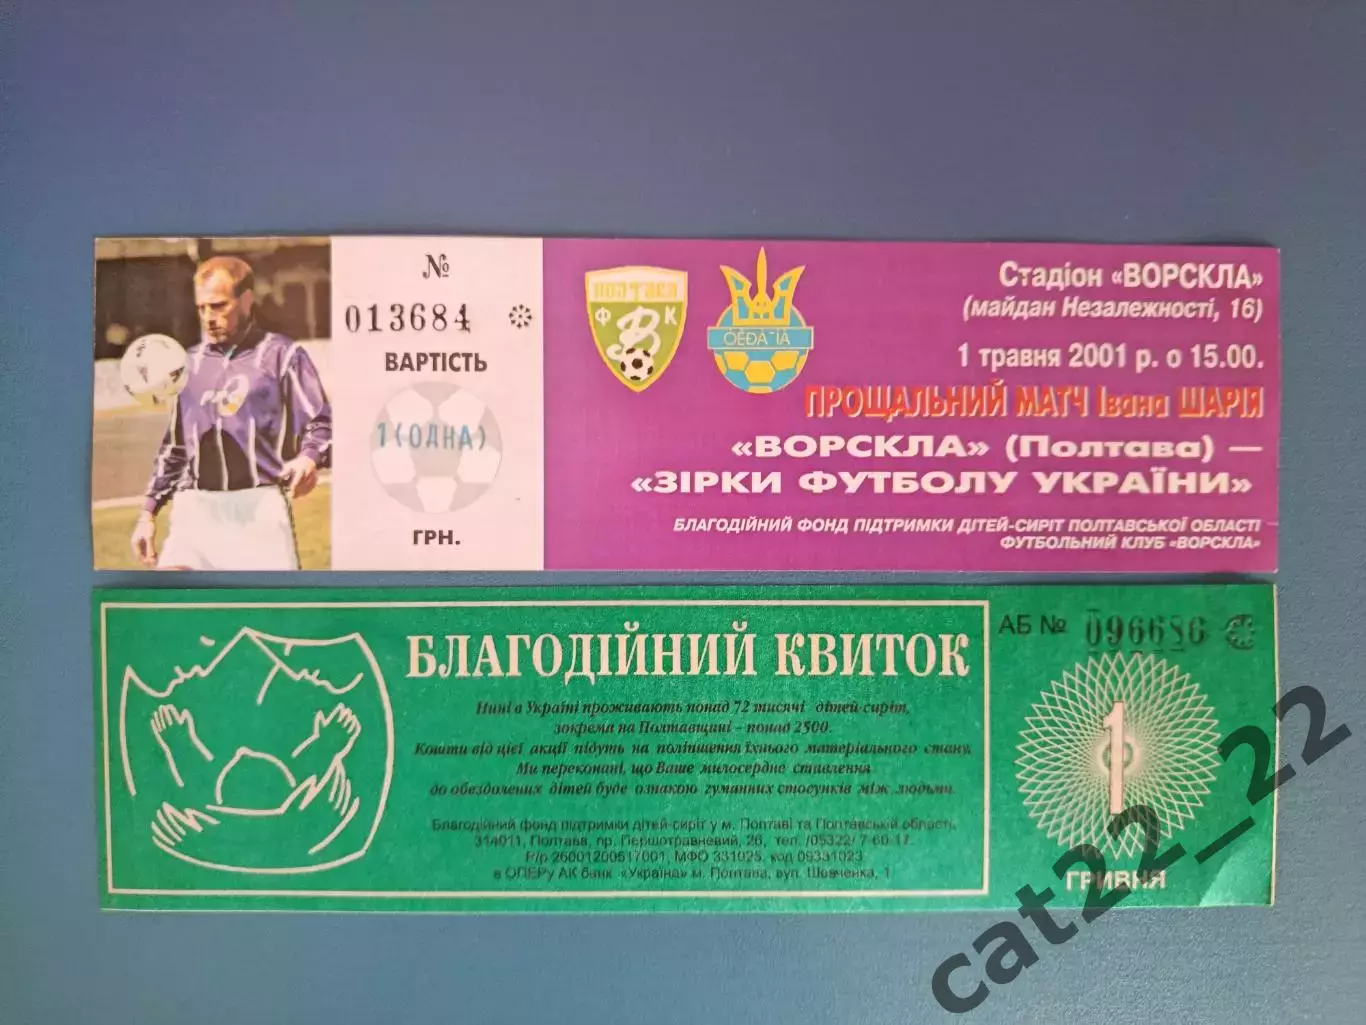 №
013684
ВАРТІСТЬ
1 (ОДНА)
ГРН.
ПОЛТАВА
Ф К
В
ОЕÐА¯ІА
Стадіон «ВОРСКЛА»
(майдан Незалежності, 16)
1 травня 2001 р. о 15.00.
ПРОЩАЛЬНИЙ МАТЧ Івана ШАРІЯ
«ВОРСКЛА» (Полтава) —
«ЗІРКИ ФУТБОЛУ УКРАЇНИ»
БЛАГОДІЙНИЙ ФОНД ПІДТРИМКИ ДІТЕЙ-СИРІТ ПОЛТАВСЬКОЇ ОБЛАСТІ
ФУТБОЛЬНИЙ КЛУБ «ВОРСКЛА»
БЛАГОДІЙНИЙ КВИТОК
Нині в Україні проживають понад 72 тисячі дітей-сиріт,
зокрема на Полтавщині – понад 2500.
Кошти від цієї акції підуть на поліпшення їхнього материального стану.
Ми переконані, що Ваше милосердне ставлення
до обездолених дітей буде ознакою гуманних стосунків між людьми.
Благодійний фонд підтримки дітей-сиріт у м. Полтаві та Полтавській області
314011, Полтава, пр. Першотравневий, 26, тел. /05322/ 7-60-17.
Р/р 26001200517001, МФО 331025, код 09331023
в ОПЕРу АК банк «Україна» м. Полтава, вул. Шевченка, 1
АБ № 096686
1
ГРИВНЯ
cat22_22